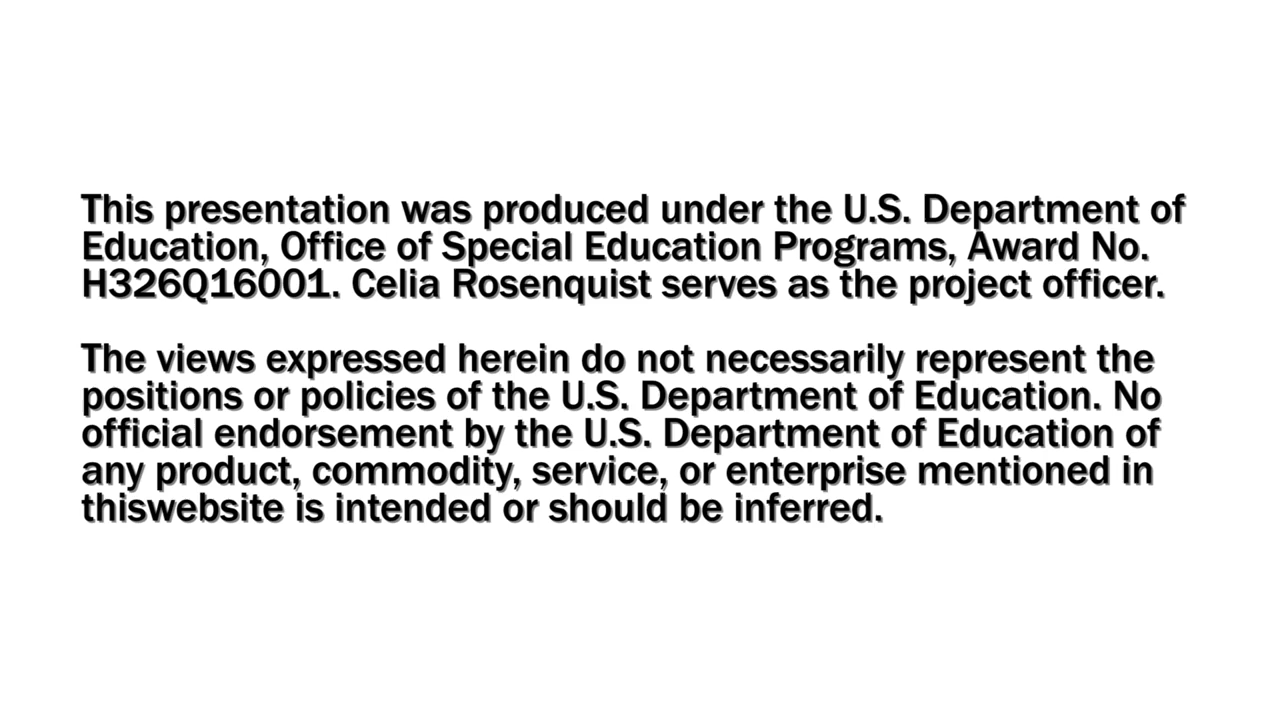 This presentation was produced under the U.S. Department of
Education, Office of Special Education Programs, Award No.
H326Q16001. Celia Rosenquist serves as the project officer.
The views expressed herein do not necessarily represent the
positions or policies of the U.S. Department of Education. No
official endorsement by the U.S. Department of Education of
any product, commodity, service, or enterprise mentioned in
thiswebsite is intended or should be inferred.